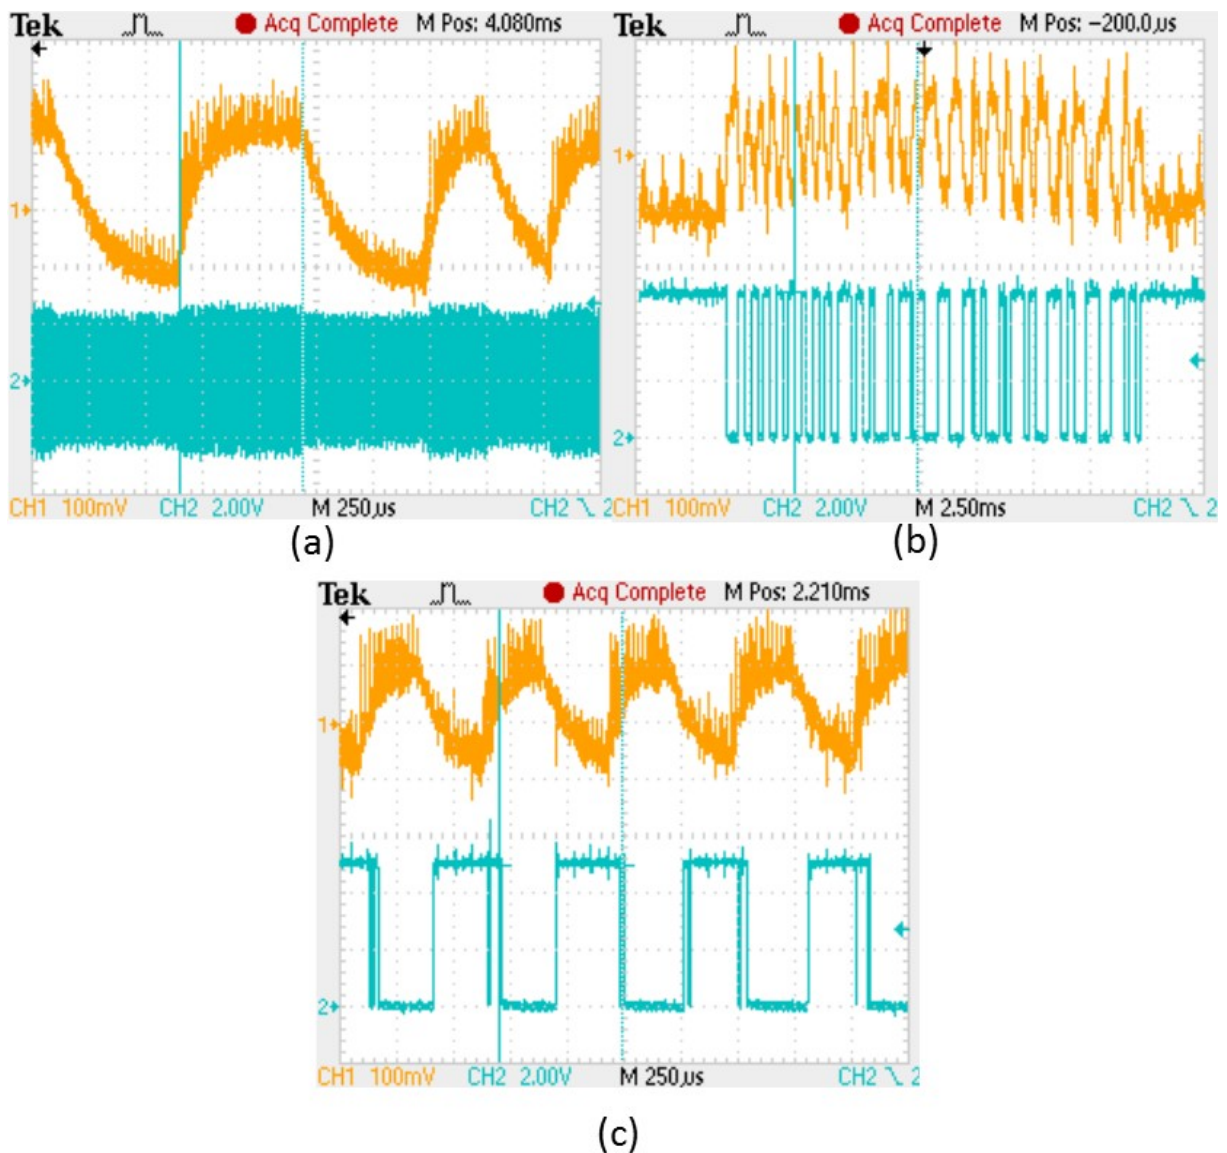 Tek Acq Complete M Pos: 4.080ms
1
2
CH1 100mV CH2 2.00V M 250µs CH2 2
(a)
Tek Acq Complete M Pos: -200.0µs
1
2
CH1 100mV CH2 2.00V M 2.50ms CH2 2
(b)
Tek Acq Complete M Pos: 2.210ms
1
2
CH1 100mV CH2 2.00V M 250µs CH2 2
(c)